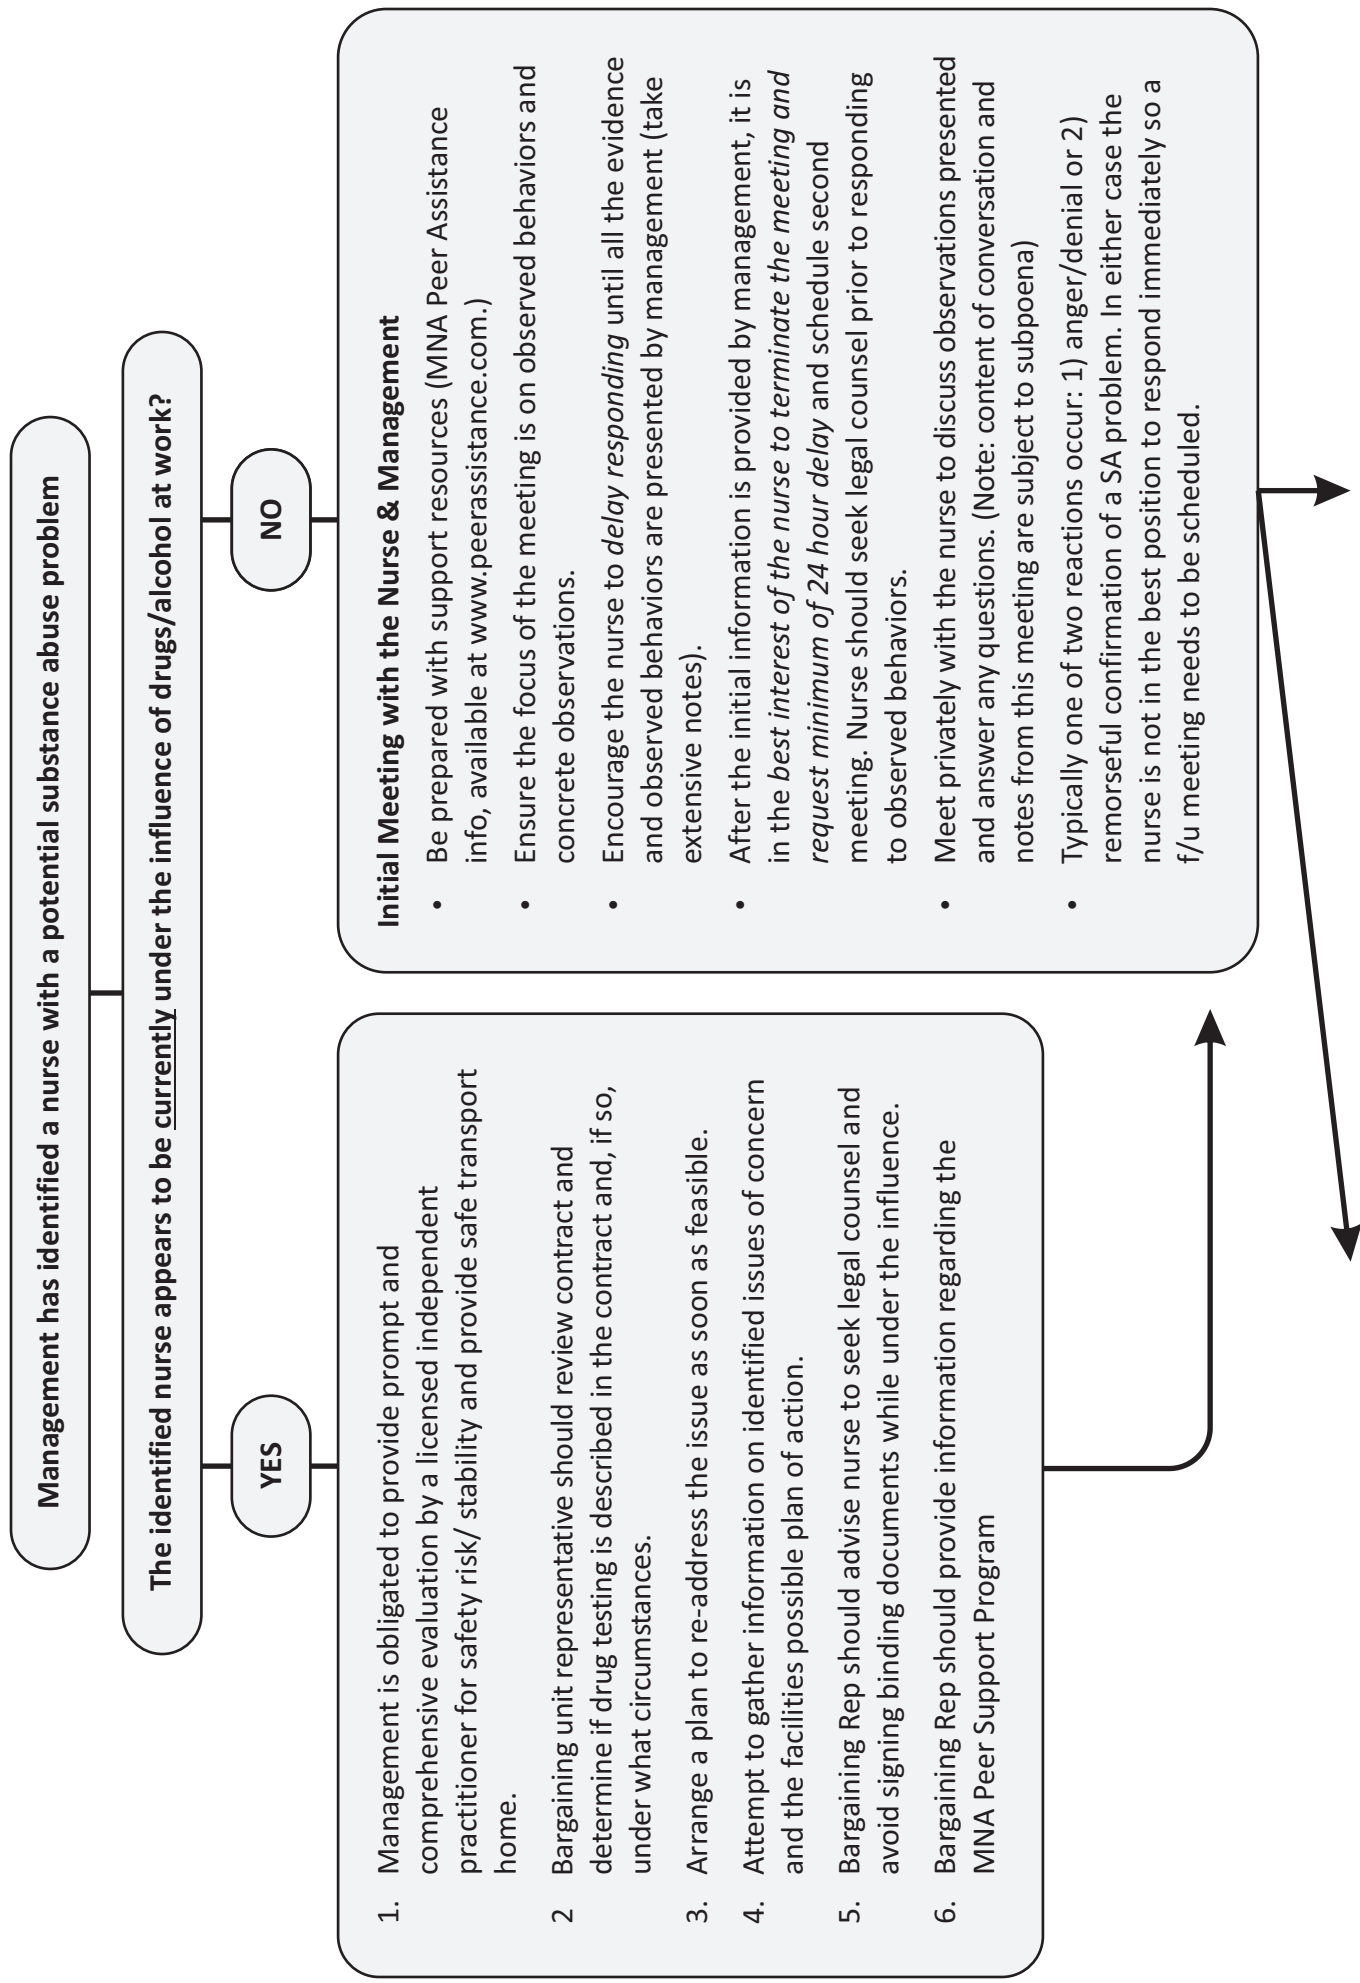 Management has identified a nurse with a potential substance abuse problem
The identified nurse appears to be currently under the influence of drugs/alcohol at work?
YES
1. Management is obligated to provide prompt and
comprehensive evaluation by a licensed independent
practitioner for safety risk/ stability and provide safe transport
home.
2 Bargaining unit representative should review contract and
determine if drug testing is described in the contract and, if so,
under what circumstances.
3. Arrange a plan to re-address the issue as soon as feasible.
4. Attempt to gather information on identified issues of concern
and the facilities possible plan of action.
5. Bargaining Rep should advise nurse to seek legal counsel and
avoid signing binding documents while under the influence.
6. Bargaining Rep should provide information regarding the
MNA Peer Support Program
NO
Initial Meeting with the Nurse & Management
• Be prepared with support resources (MNA Peer Assistance
info, available at www.peerassistance.com.)
• Ensure the focus of the meeting is on observed behaviors and
concrete observations.
• Encourage the nurse to delay responding until all the evidence
and observed behaviors are presented by management (take
extensive notes).
• After the initial information is provided by management, it is
in the best interest of the nurse to terminate the meeting and
request minimum of 24 hour delay and schedule second
meeting. Nurse should seek legal counsel prior to responding
to observed behaviors.
• Meet privately with the nurse to discuss observations presented
and answer any questions. (Note: content of conversation and
notes from this meeting are subject to subpoena)
• Typically one of two reactions occur: 1) anger/denial or 2)
remorseful confirmation of a SA problem. In either case the
nurse is not in the best position to respond immediately so a
f/u meeting needs to be scheduled.